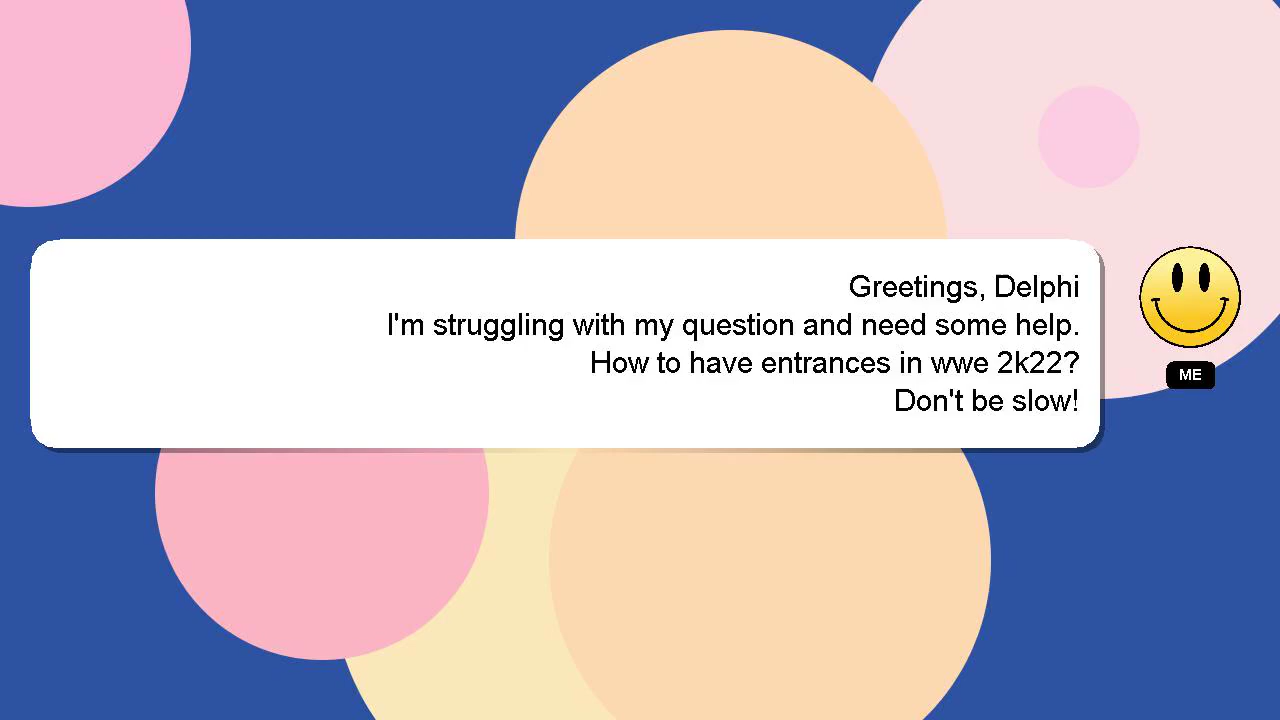 Greetings, Delphi
I'm struggling with my question and need some help.
How to have entrances in wwe 2k22?
Don't be slow!
ME